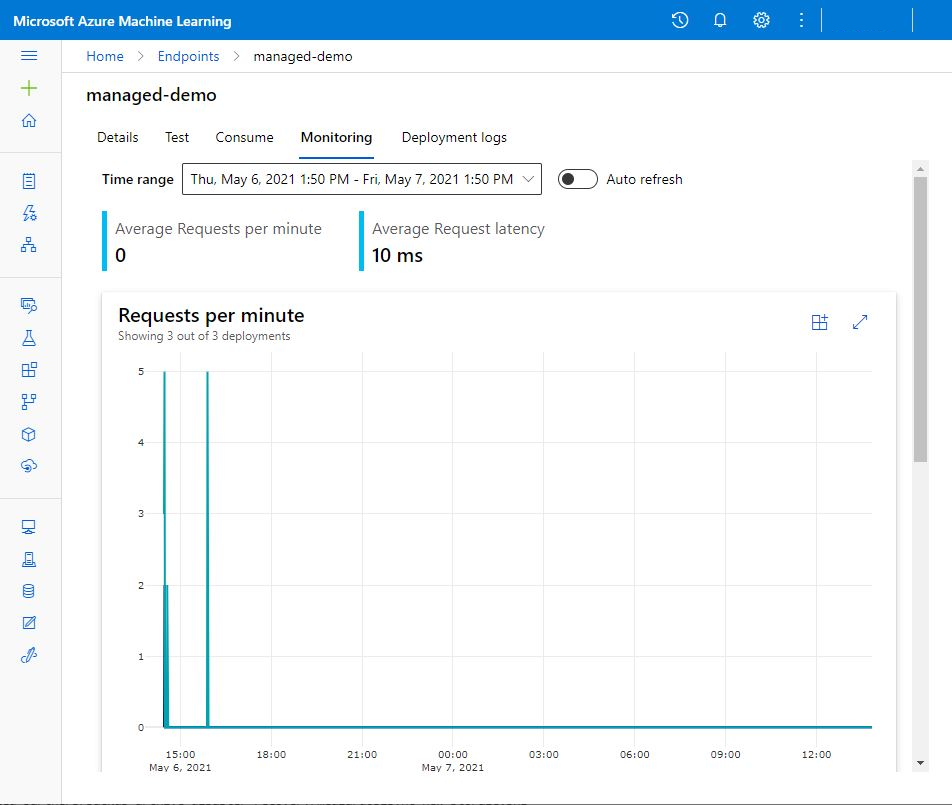 Microsoft Azure Machine Learning
Home > Endpoints > managed-demo
managed-demo
Details Test Consume Monitoring Deployment logs
Time range Thu, May 6, 2021 1:50 PM - Fri, May 7, 2021 1:50 PM Auto refresh
Average Requests per minute Average Request latency
0 10 ms
Requests per minute
Showing 3 out of 3 deployments
5
4
3
2
1
0
15:00 18:00 21:00 00:00 03:00 06:00 09:00 12:00
May 6, 2021 May 7, 2021